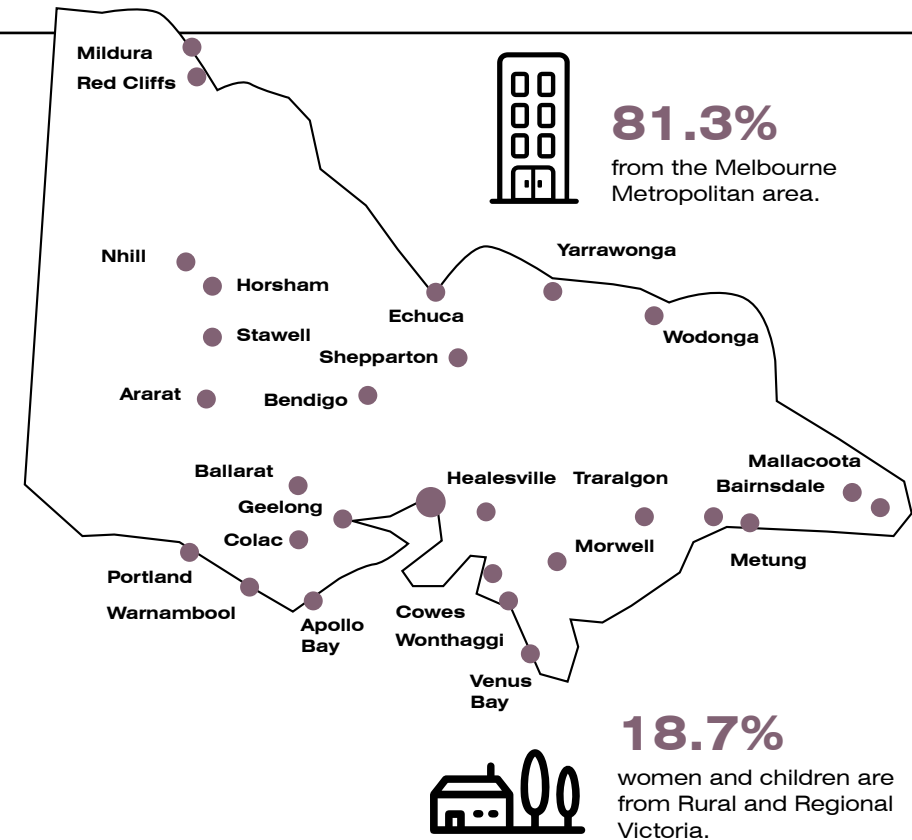 Mildura
Red Cliffs
81.3%
from the Melbourne
Metropolitan area.
Yarrawonga
Nhill
Horsham
Echuca
Stawell
Wodonga
Shepparton
Ararat
Bendigo
Mallacoota
Ballarat
Healesville
Traralgon
Bairnsdale
Geelong
Colac
Morwell
Metung
Portland
Warnambool
Cowes
Apollo
Bay
Wonthaggi
Venus
Bay
18.7%
women and children are
from Rural and Regional
Victoria.